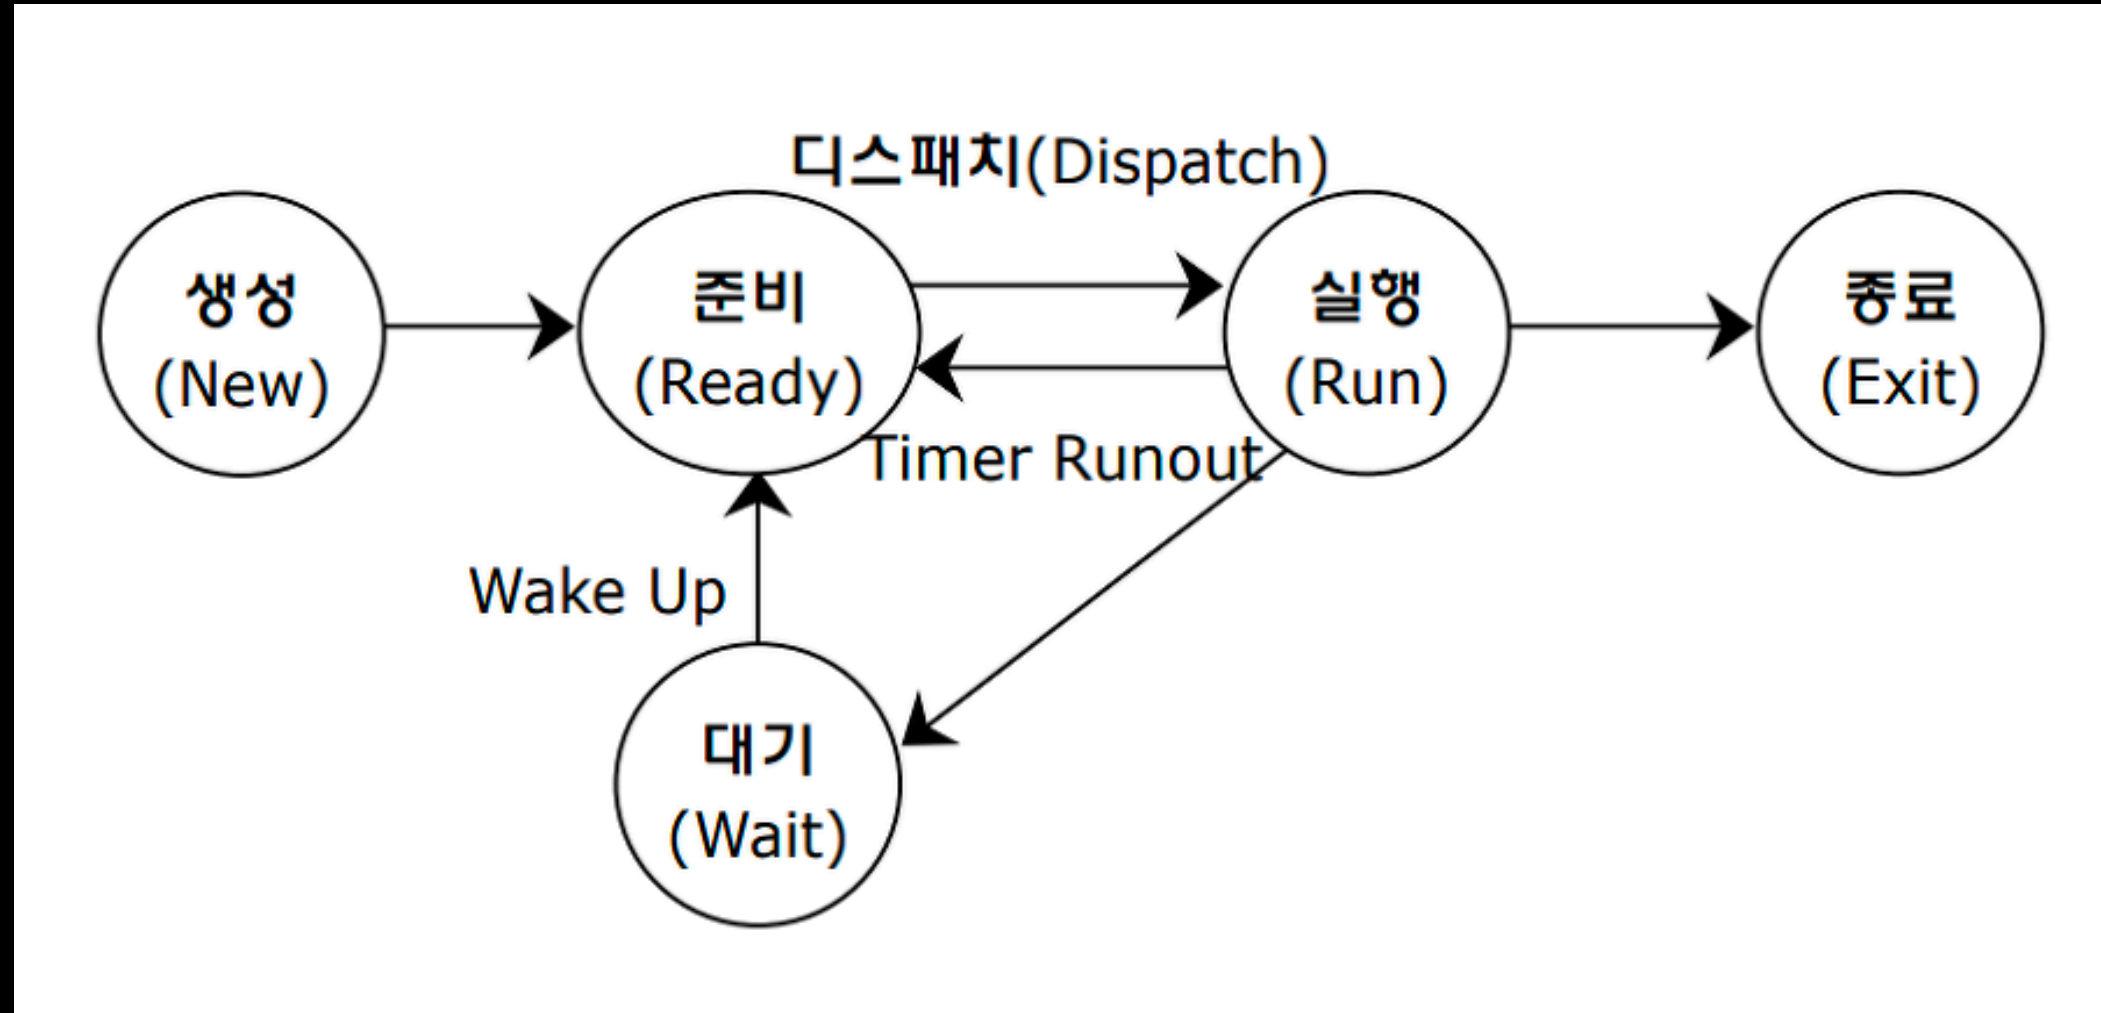 디스패치(Dispatch)
생성
(New)
준비
(Ready)
실행
(Run)
종료
(Exit)
Timer Runout
Wake Up
대기
(Wait)